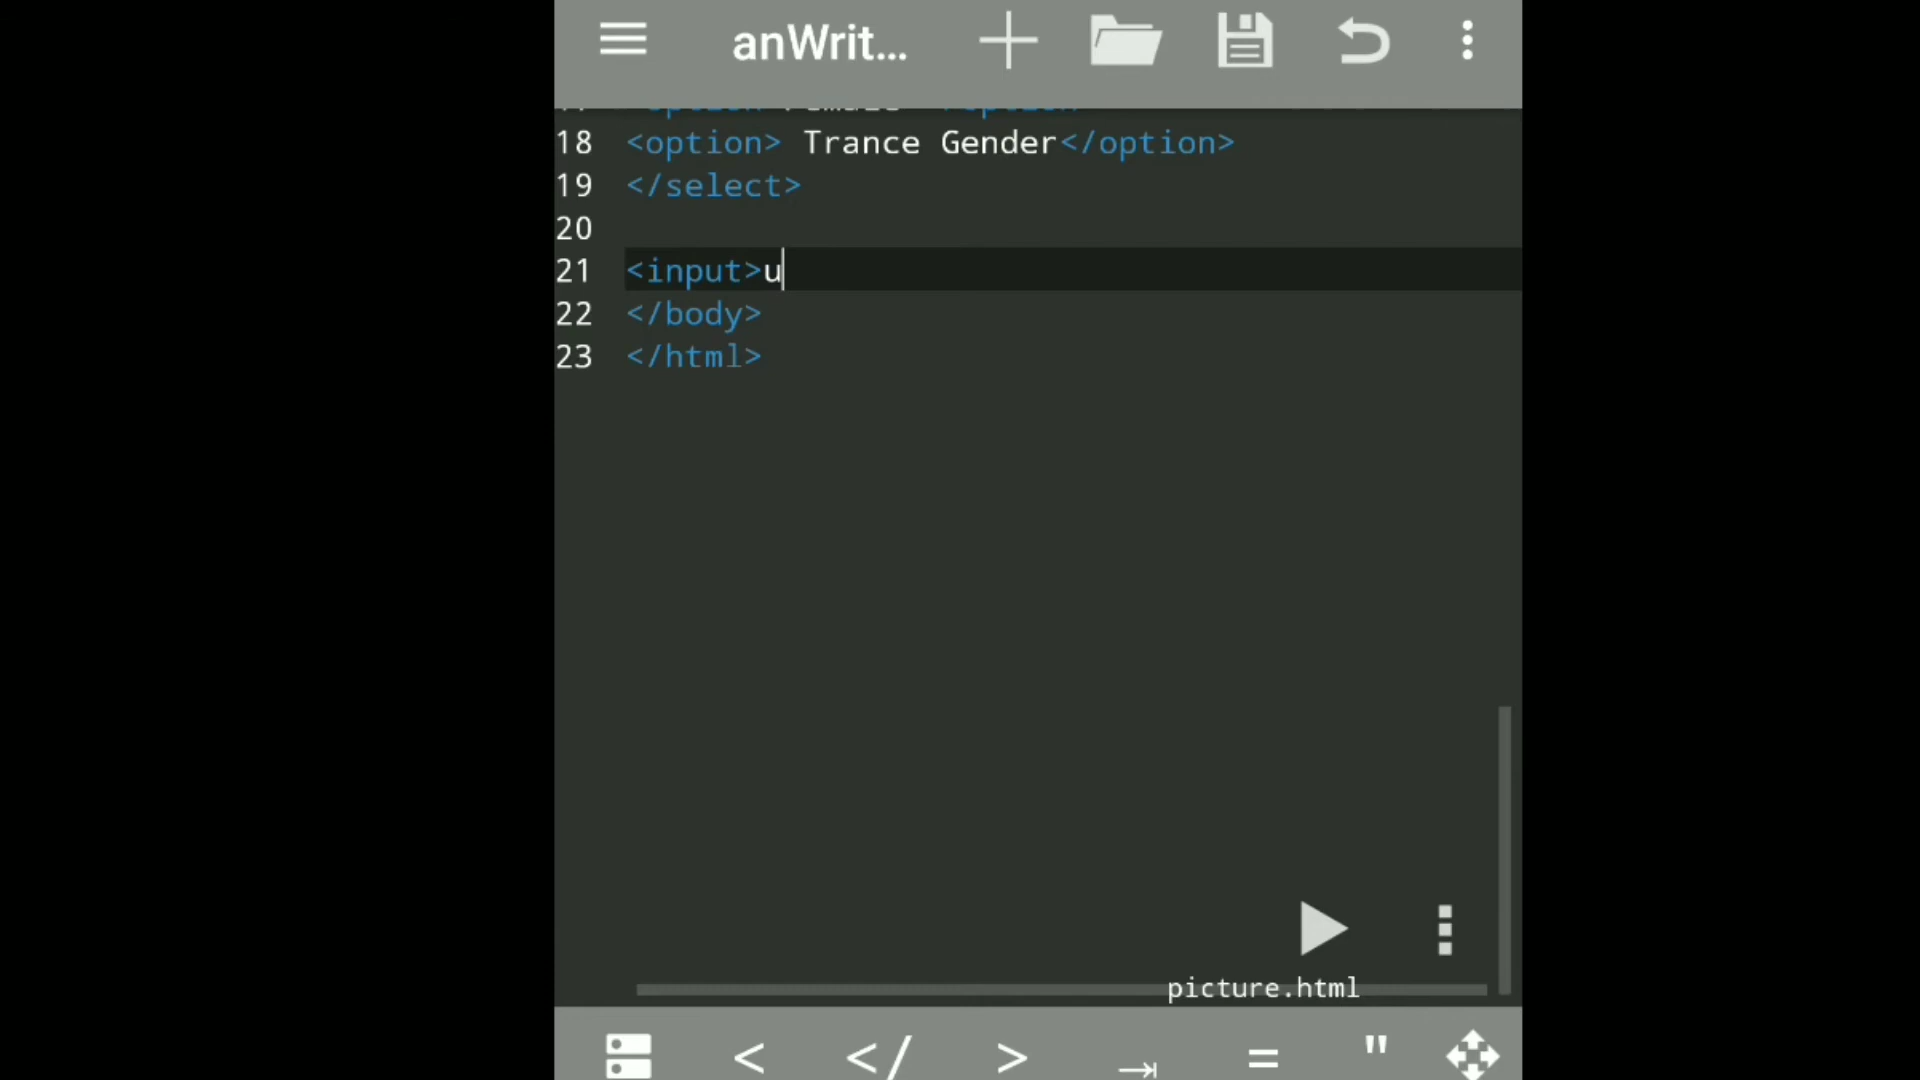 anWrit...
18 <option> Trance Gender</option>
19 </select>
20
21 <input>u
22 </body>
23 </html>
picture.html
< </ > = "